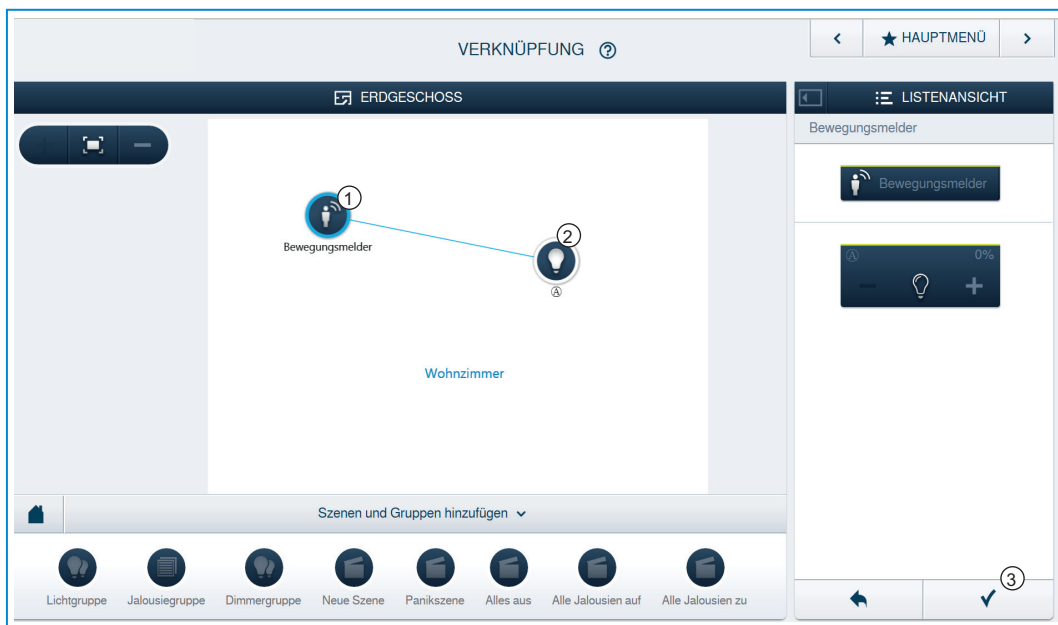 VERKNÜPFUNG ?
HAUPTMENÜ
ERDGESCHOSS
LISTENANSICHT
Bewegungsmelder
Bewegungsmelder
1
Bewegungsmelder
2
Ⓐ
Ⓐ 0%
Wohnzimmer
Szenen und Gruppen hinzufügen
Lichtgruppe Jalousiegruppe Dimmergruppe Neue Szene Panikszene Alles aus Alle Jalousien auf Alle Jalousien zu
3